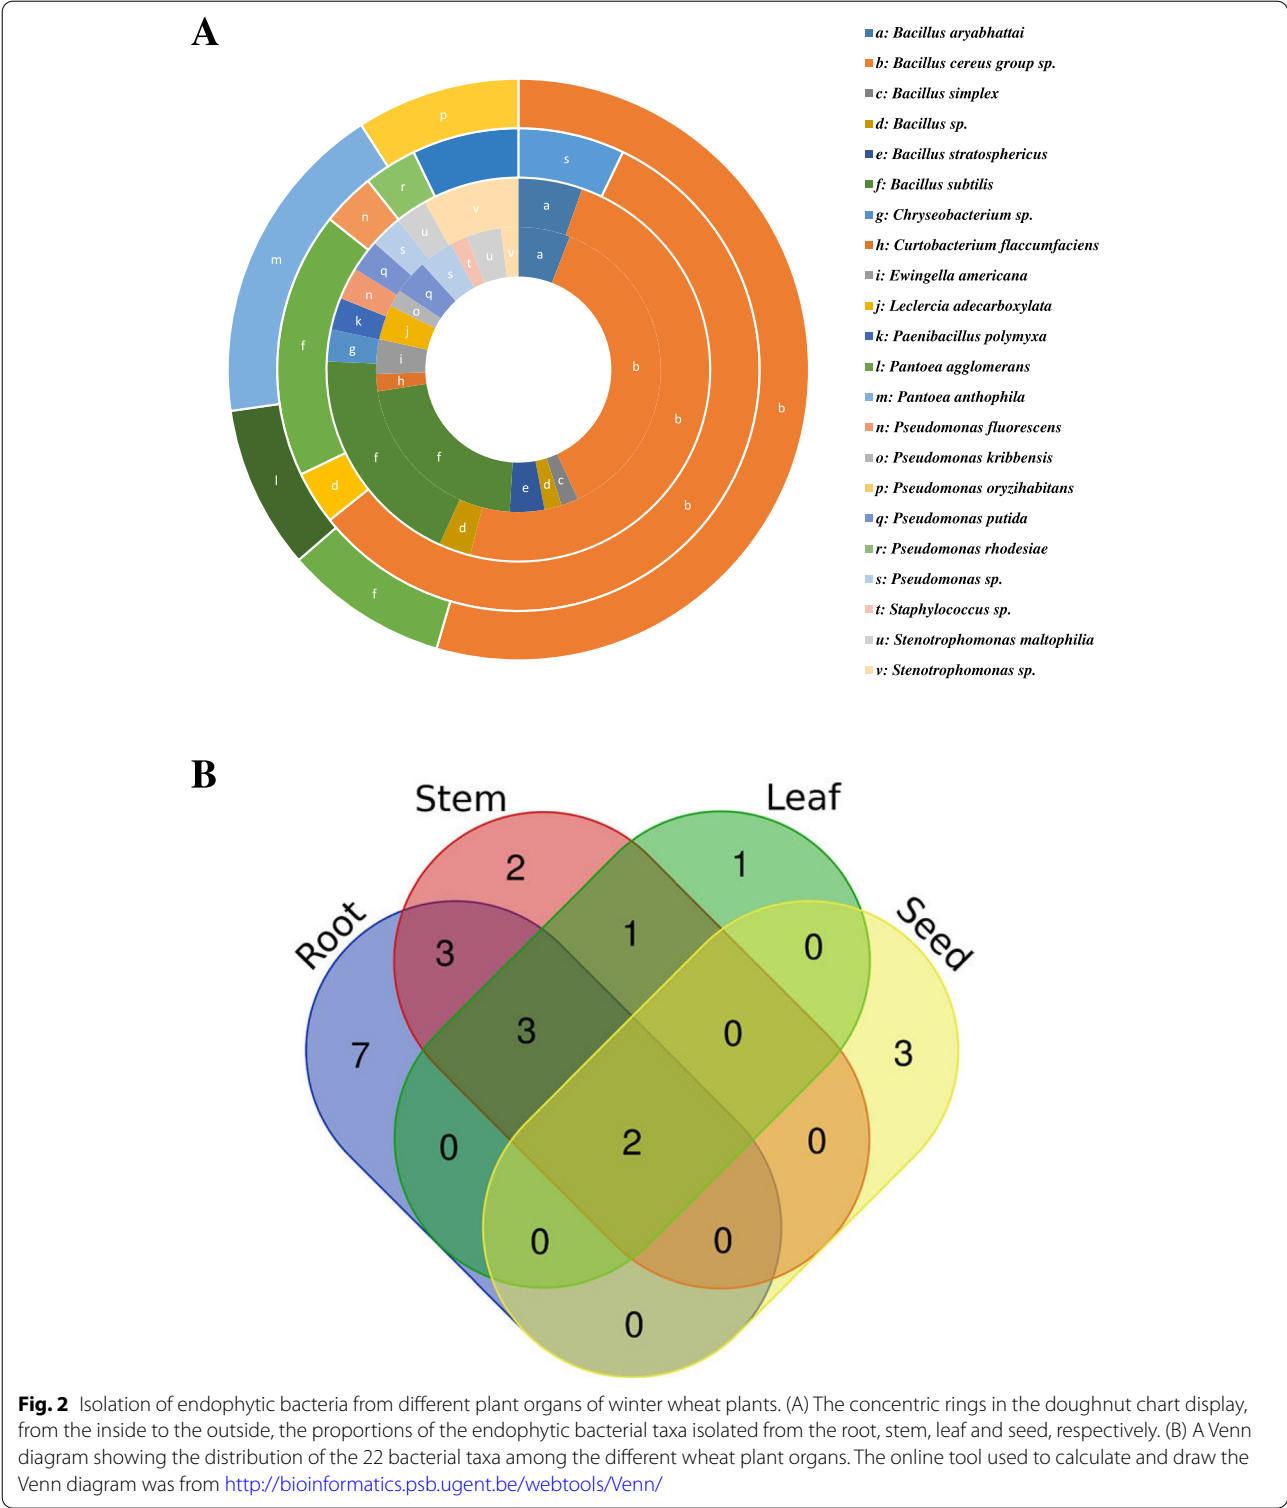 A
a: Bacillus aryabhattai
b: Bacillus cereus group sp.
c: Bacillus simplex
d: Bacillus sp.
e: Bacillus stratosphericus
f: Bacillus subtilis
g: Chryseobacterium sp.
h: Curtobacterium flaccumfaciens
i: Ewingella americana
j: Leclercia adecarboxylata
k: Paenibacillus polymyxa
l: Pantoea agglomerans
m: Pantoea anthophila
n: Pseudomonas fluorescens
o: Pseudomonas kribbensis
p: Pseudomonas oryzihabitans
q: Pseudomonas putida
r: Pseudomonas rhodesiae
s: Pseudomonas sp.
t: Staphylococcus sp.
u: Stenotrophomonas maltophilia
v: Stenotrophomonas sp.
b
f
l
m
p
s
b
d
f
n
r
a
b
d
f
g
k
n
q
s
u
v
a
b
c
d
e
f
h
i
j
o
q
s
t
u
v
B
Stem
Leaf
Root
Seed
2
1
3
1
0
7
3
0
3
0
2
0
0
0
0
Fig. 2 Isolation of endophytic bacteria from different plant organs of winter wheat plants. (A) The concentric rings in the doughnut chart display,
from the inside to the outside, the proportions of the endophytic bacterial taxa isolated from the root, stem, leaf and seed, respectively. (B) A Venn
diagram showing the distribution of the 22 bacterial taxa among the different wheat plant organs. The online tool used to calculate and draw the
Venn diagram was from http://bioinformatics.psb.ugent.be/webtools/Venn/